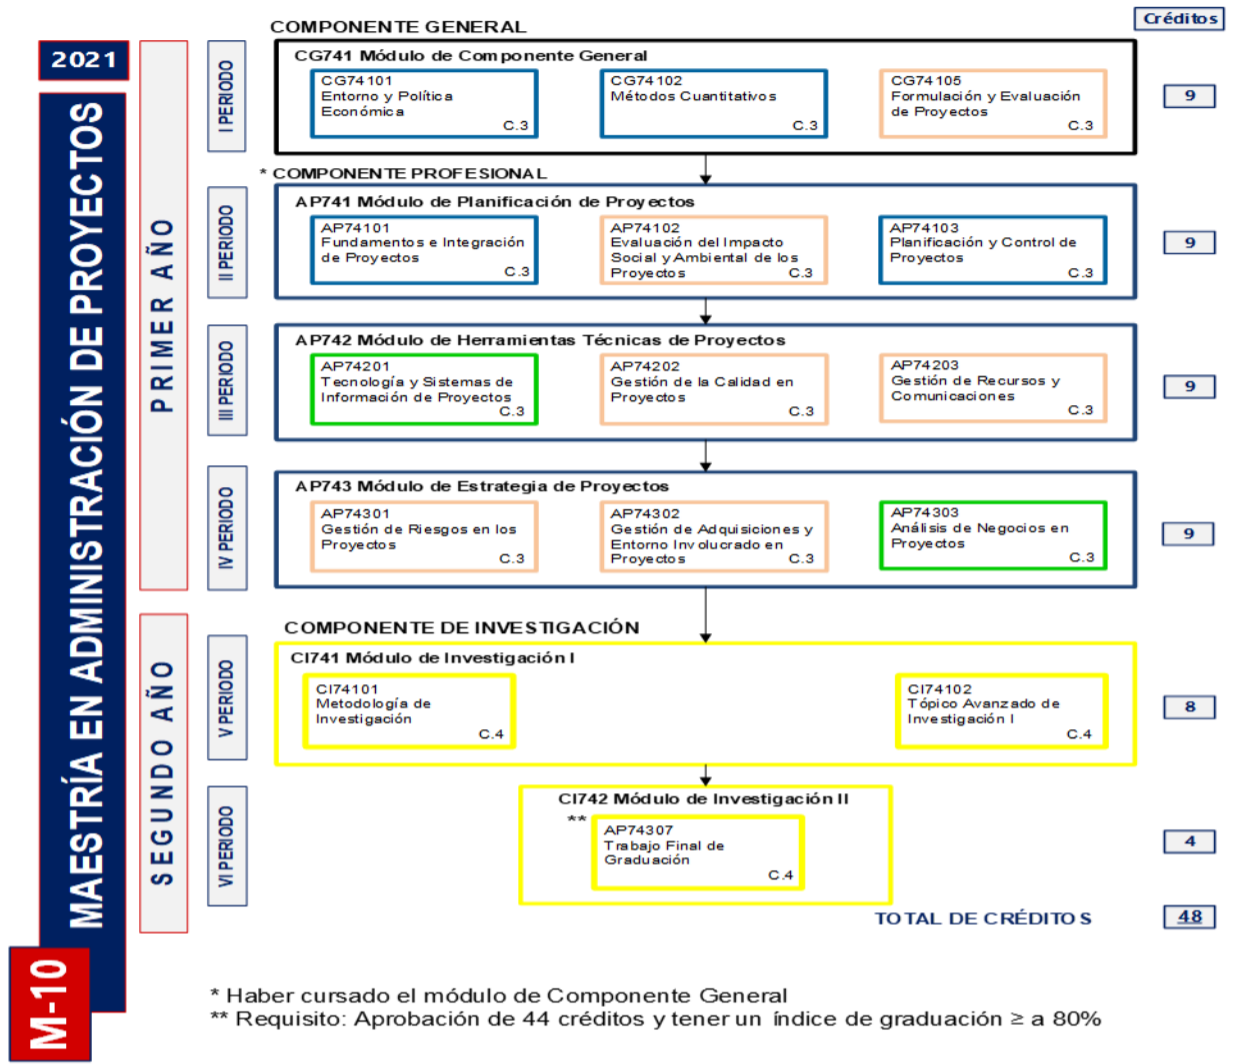 Créditos
2021
MAESTRÍA EN ADMINISTRACIÓN DE PROYECTOS
M-10
PRIMER AÑO
COMPONENTE GENERAL
I PERIODO
CG741 Módulo de Componente General
CG74101
Entorno y Política
Económica
C.3
CG74102
Métodos Cuantitativos
C.3
CG74105
Formulación y Evaluación
de Proyectos
C.3
9
* COMPONENTE PROFESIONAL
II PERIODO
AP741 Módulo de Planificación de Proyectos
AP74101
Fundamentos e Integración
de Proyectos
C.3
AP74102
Evaluación del Impacto
Social y Ambiental de los
Proyectos
C.3
AP74103
Planificación y Control de
Proyectos
C.3
9
III PERIODO
AP742 Módulo de Herramientas Técnicas de Proyectos
AP74201
Tecnología y Sistemas de
Información de Proyectos
C.3
AP74202
Gestión de la Calidad en
Proyectos
C.3
AP74203
Gestión de Recursos y
Comunicaciones
C.3
9
IV PERIODO
AP743 Módulo de Estrategia de Proyectos
AP74301
Gestión de Riesgos en los
Proyectos
C.3
AP74302
Gestión de Adquisiciones y
Entorno Involucrado en
Proyectos
C.3
AP74303
Análisis de Negocios en
Proyectos
C.3
9
SEGUNDO AÑO
COMPONENTE DE INVESTIGACIÓN
V PERIODO
CI741 Módulo de Investigación I
CI74101
Metodología de
Investigación
C.4
CI74102
Tópico Avanzado de
Investigación I
C.4
8
VI PERIODO
CI742 Módulo de Investigación II
**
AP74307
Trabajo Final de
Graduación
C.4
4
TOTAL DE CRÉDITOS
48
* Haber cursado el módulo de Componente General
** Requisito: Aprobación de 44 créditos y tener un índice de graduación ≥ a 80%